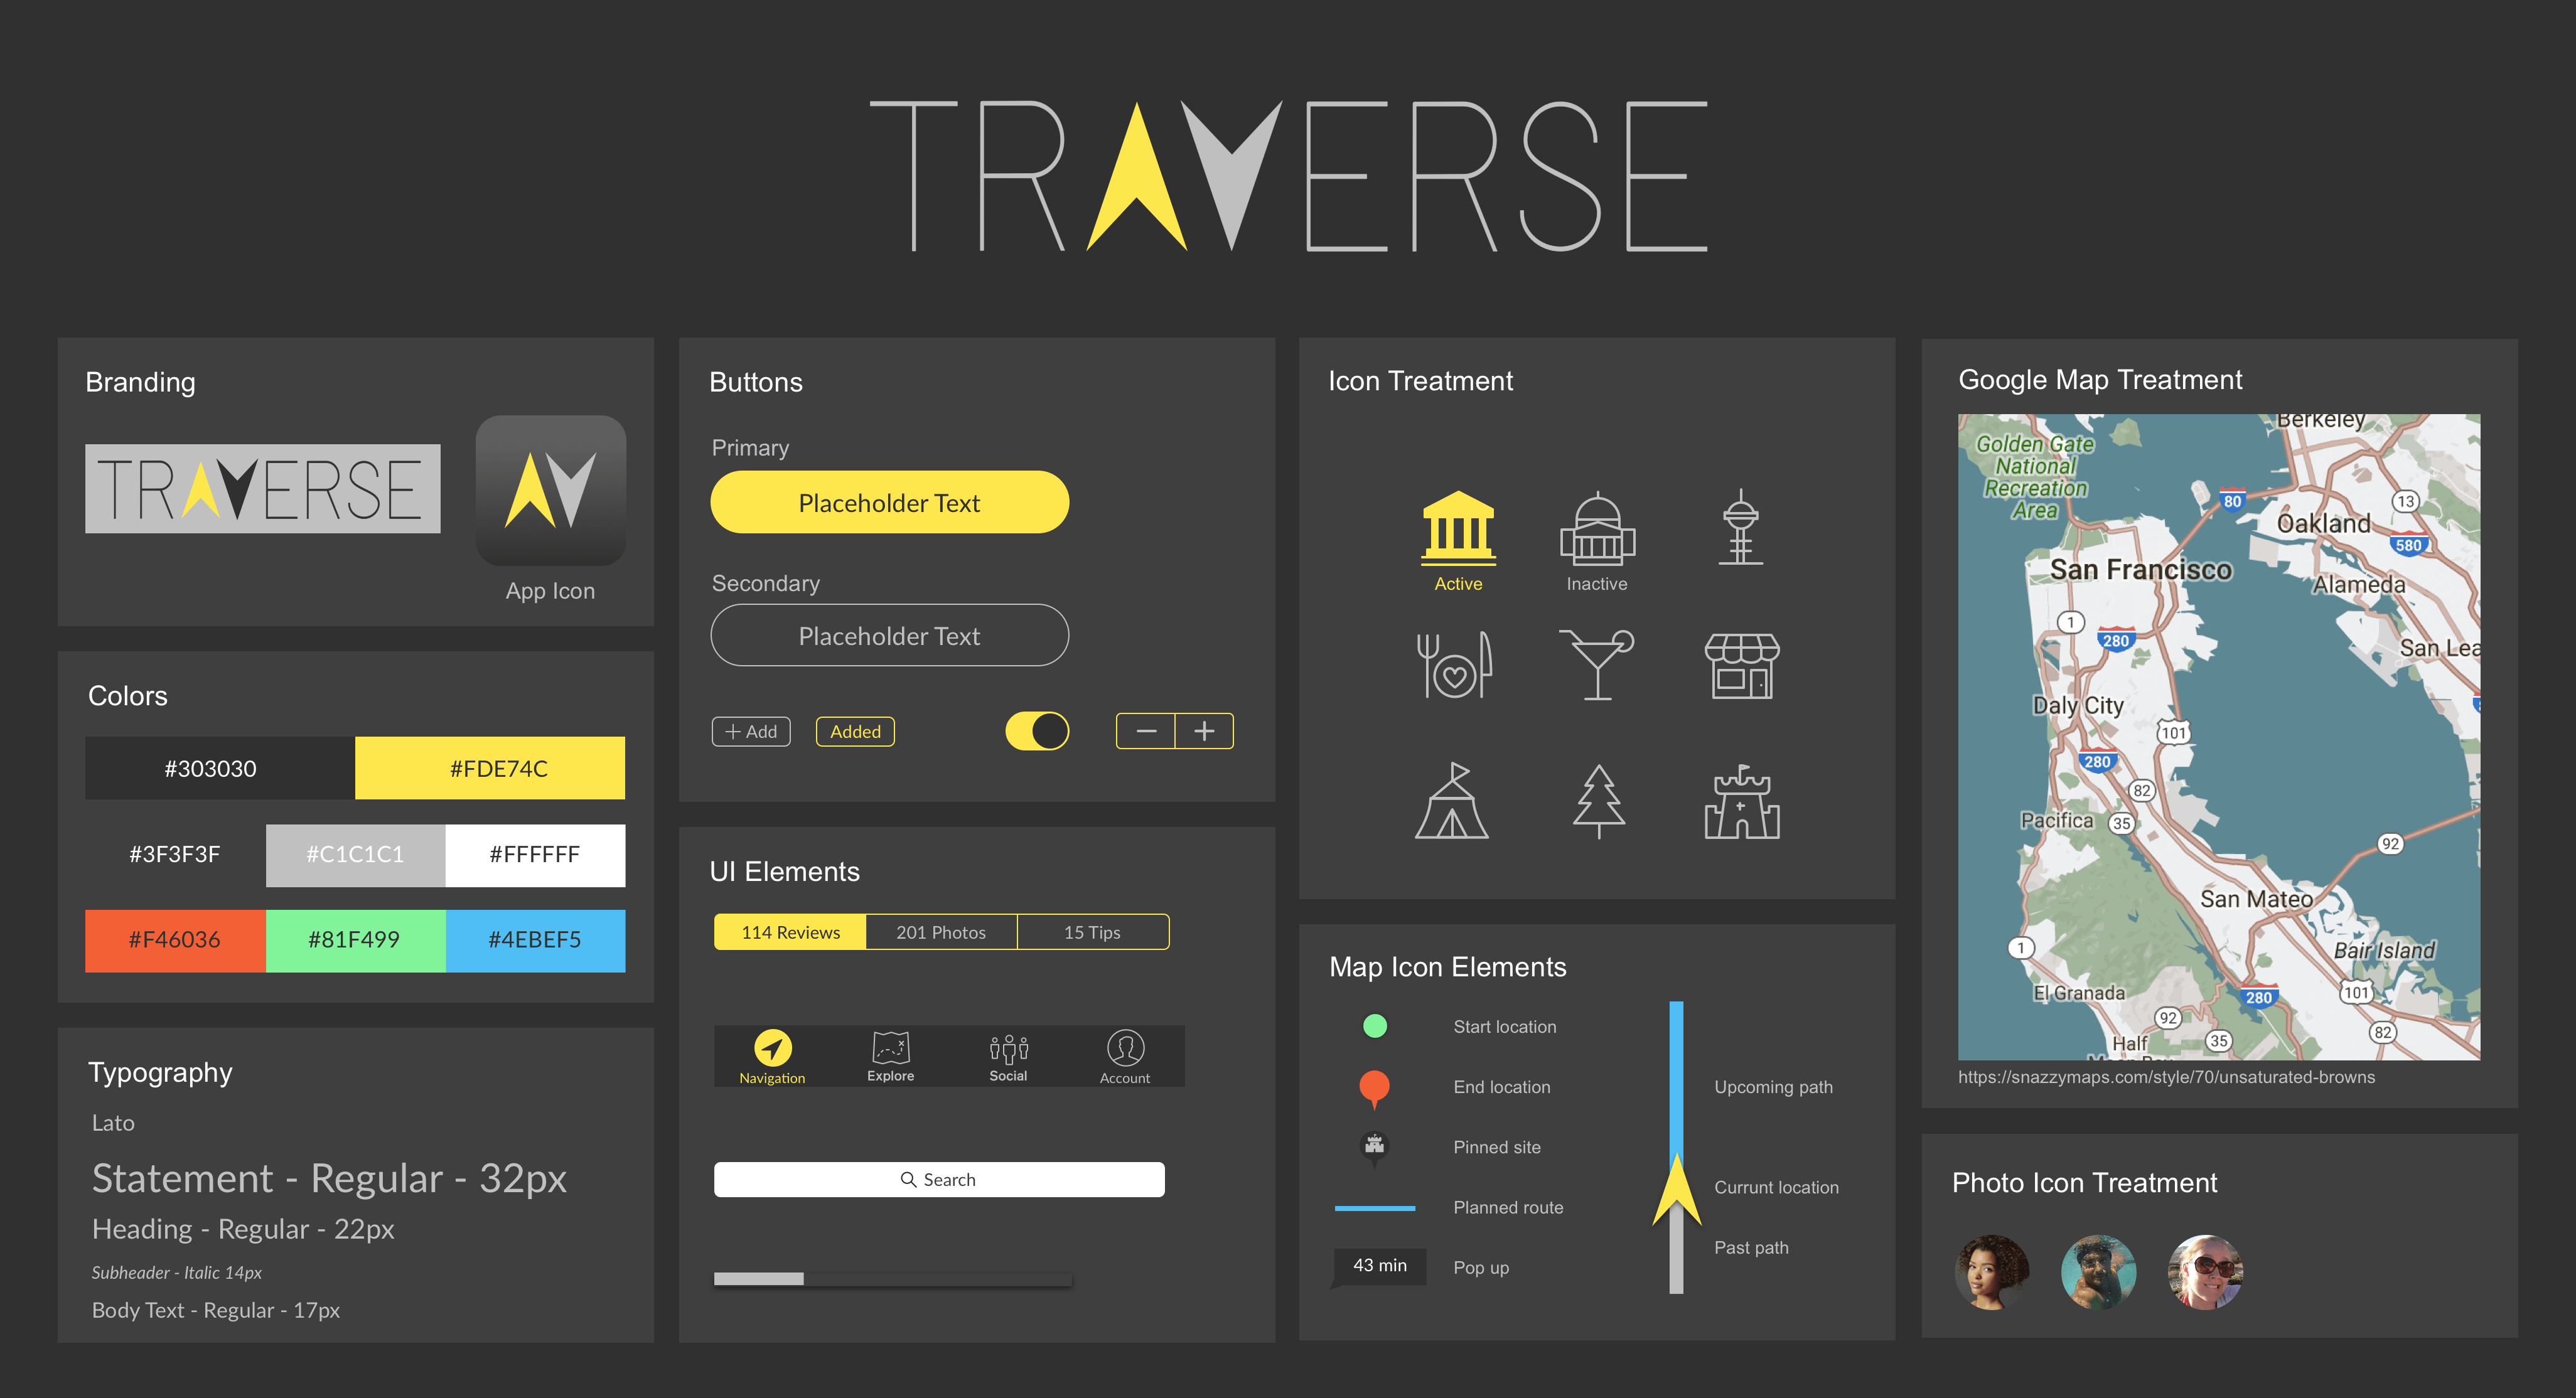 TRAVERSE
Branding
TRAVERSE
App Icon
Colors
#303030
#FDE74C
#3F3F3F
#C1C1C1
#FFFFFF
#F46036
#81F499
#4EBEF5
Typography
Lato
Statement - Regular - 32px
Heading - Regular - 22px
Subheader - Italic 14px
Body Text - Regular - 17px
Buttons
Primary
Placeholder Text
Secondary
Placeholder Text
+ Add
Added
UI Elements
114 Reviews
201 Photos
15 Tips
Navigation
Explore
Social
Account
Search
Icon Treatment
Active
Inactive
Map Icon Elements
Start location
End location
Pinned site
Planned route
43 min
Pop up
Upcoming path
Currunt location
Past path
Google Map Treatment
Berkeley
Golden Gate
National
Recreation
Area
80
13
Oakland
580
San Francisco
Alameda
1
280
San Lea
Daly City
101
280
82
Pacifica
35
92
San Mateo
1
Bair Island
El Granada
280
101
92
35
82
Half
https://snazzymaps.com/style/70/unsaturated-browns
Photo Icon Treatment